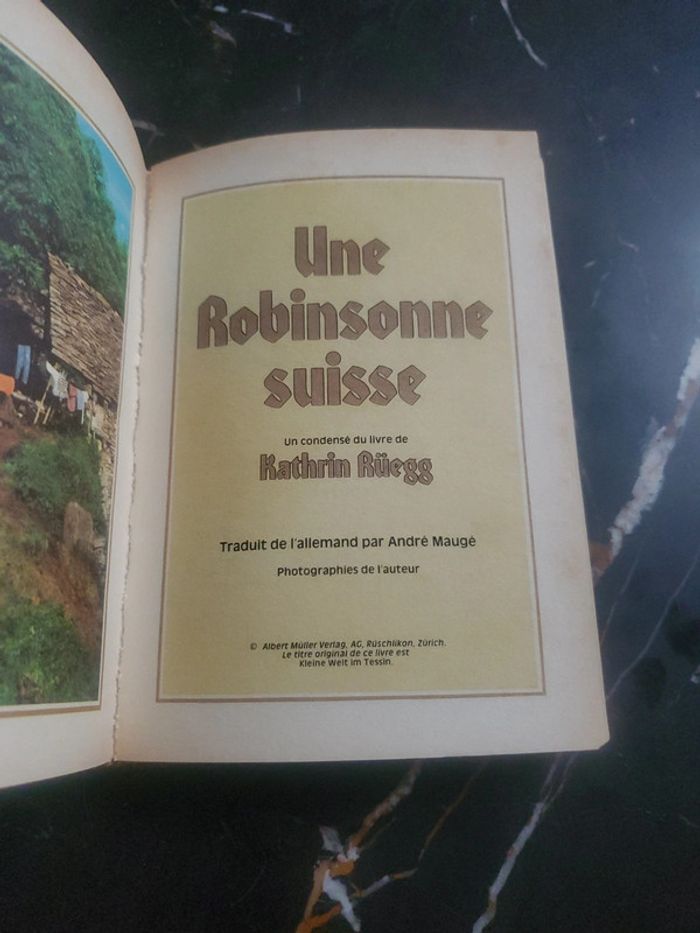 Une
Robinsonne
suisse
Un condensé du livre de
Kathrin Rüegg
Traduit de l'allemand par André Maugé
Photographies de l'auteur
© Albert Müller Verlag, AG, Rüschlikon, Zürich.
Le titre original de ce livre est
Kleine Welt im Tessin.